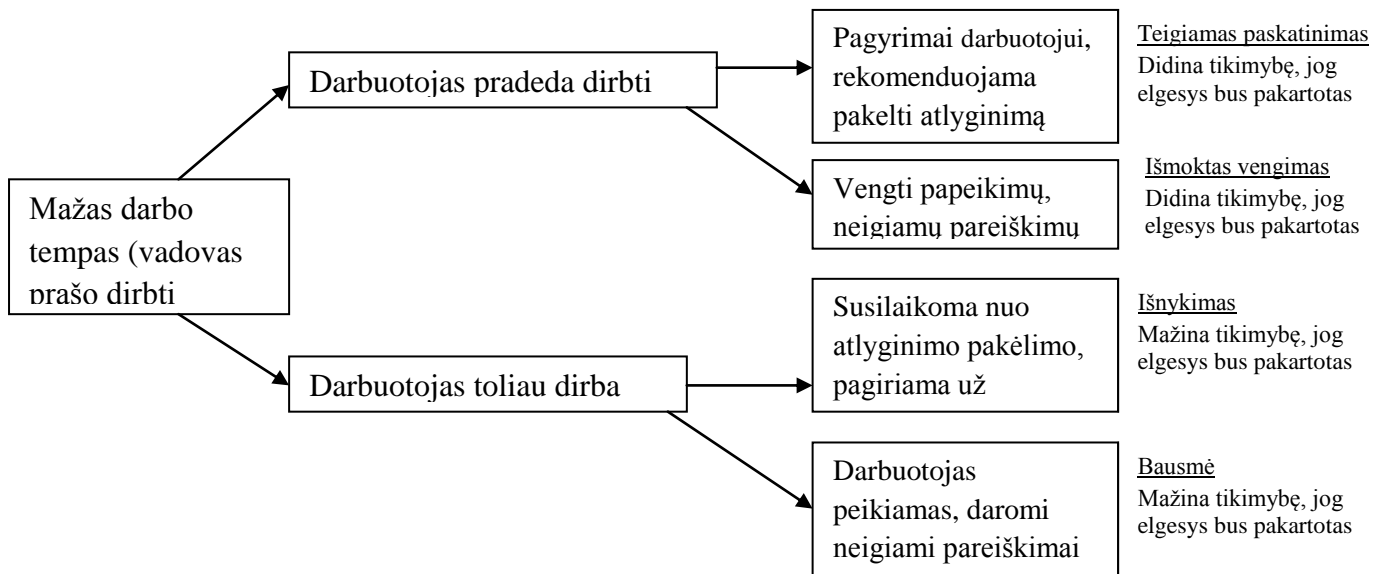 Mažas darbo
tempas (vadovas
prašo dirbti
Darbuotojas pradeda dirbti
Darbuotojas toliau dirba
Pagyrimai darbuotojui,
rekomenduojama
pakelti atlyginimą
Teigiamas paskatinimas
Didina tikimybę, jog
elgesys bus pakartotas
Vengti papeikimų,
neigiamų pareiškimų
Išmoktas vengimas
Didina tikimybę, jog
elgesys bus pakartotas
Susilaikoma nuo
atlyginimo pakėlimo,
pagiriama už
Išnykimas
Mažina tikimybę, jog
elgesys bus pakartotas
Darbuotojas
peikiamas, daromi
neigiami pareiškimai
Bausmė
Mažina tikimybę, jog
elgesys bus pakartotas